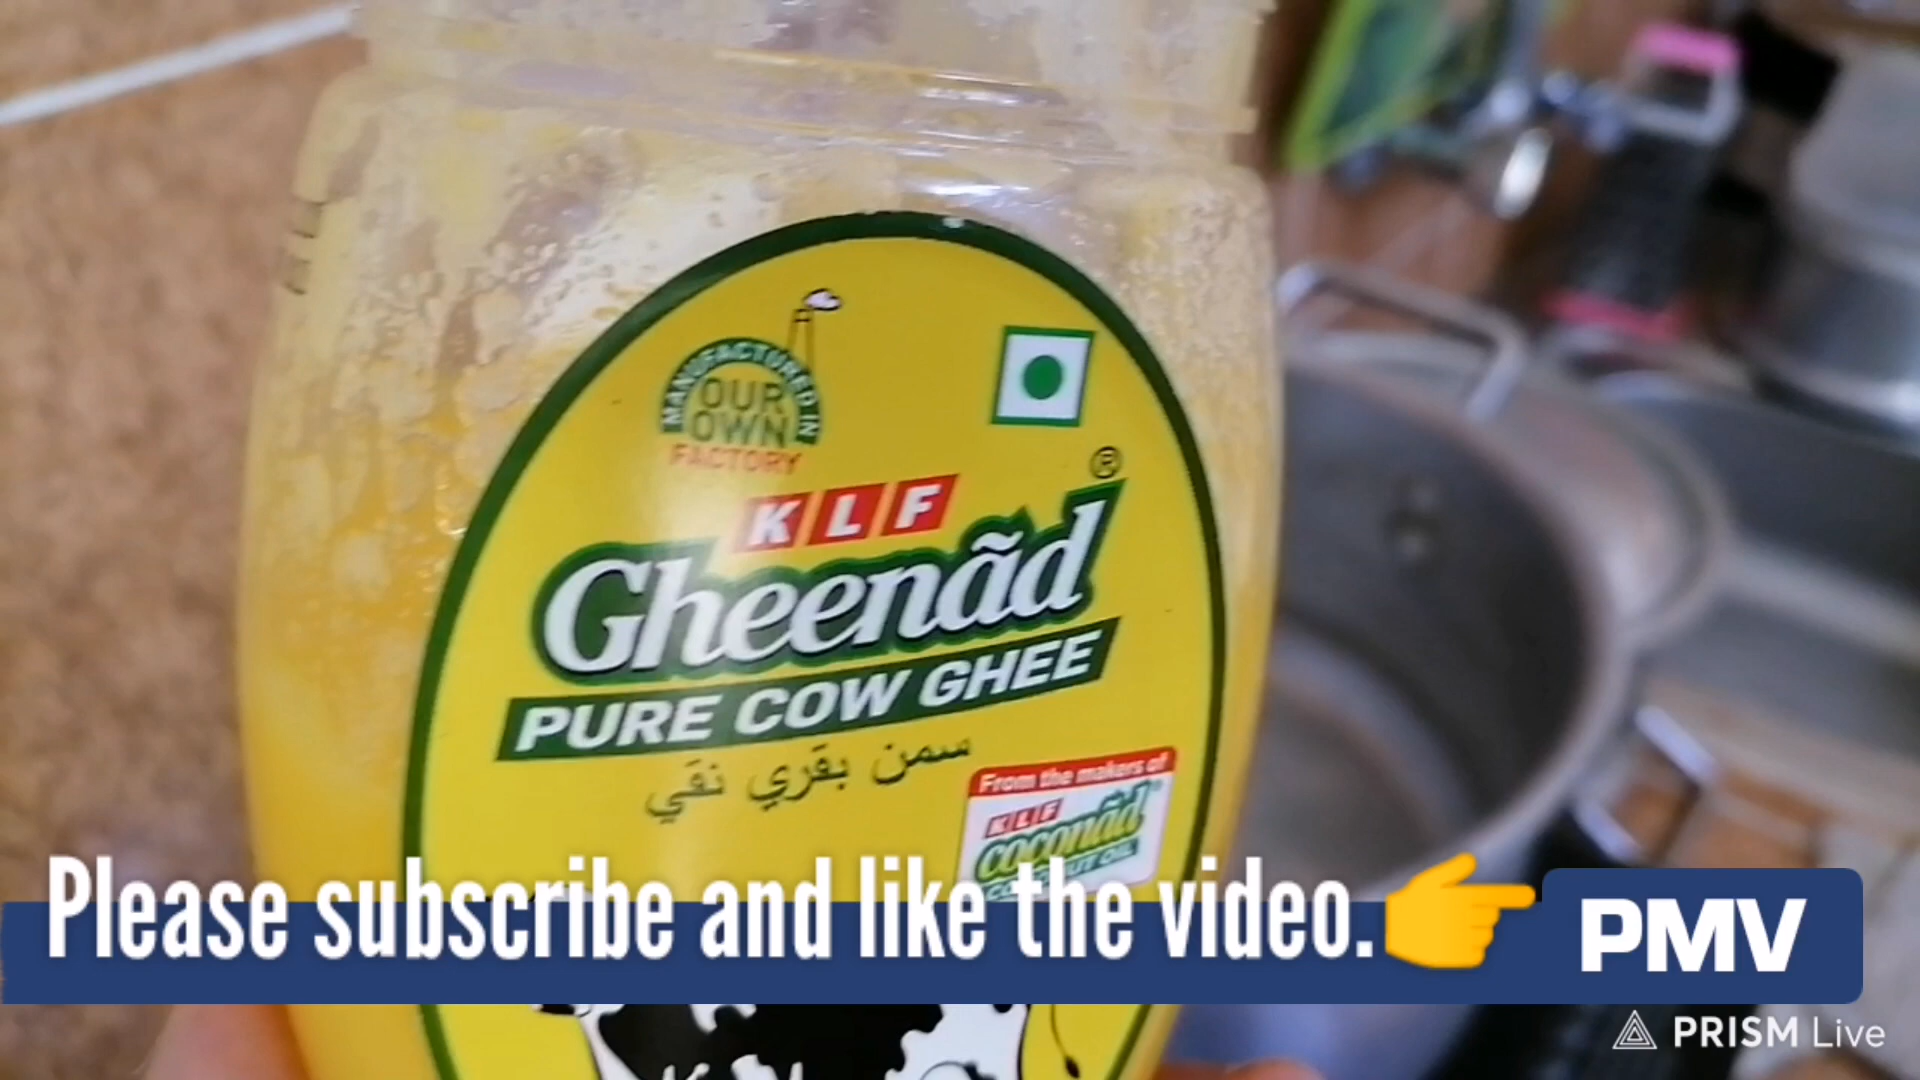 MANUFACTURED IN
OUR
OWN
FACTORY
®
KLF
Gheenãd
PURE COW GHEE
سمن بقري نقي
From the makers of
KLF
coconãd
Please subscribe and like the video.
PMV
PRISM Live